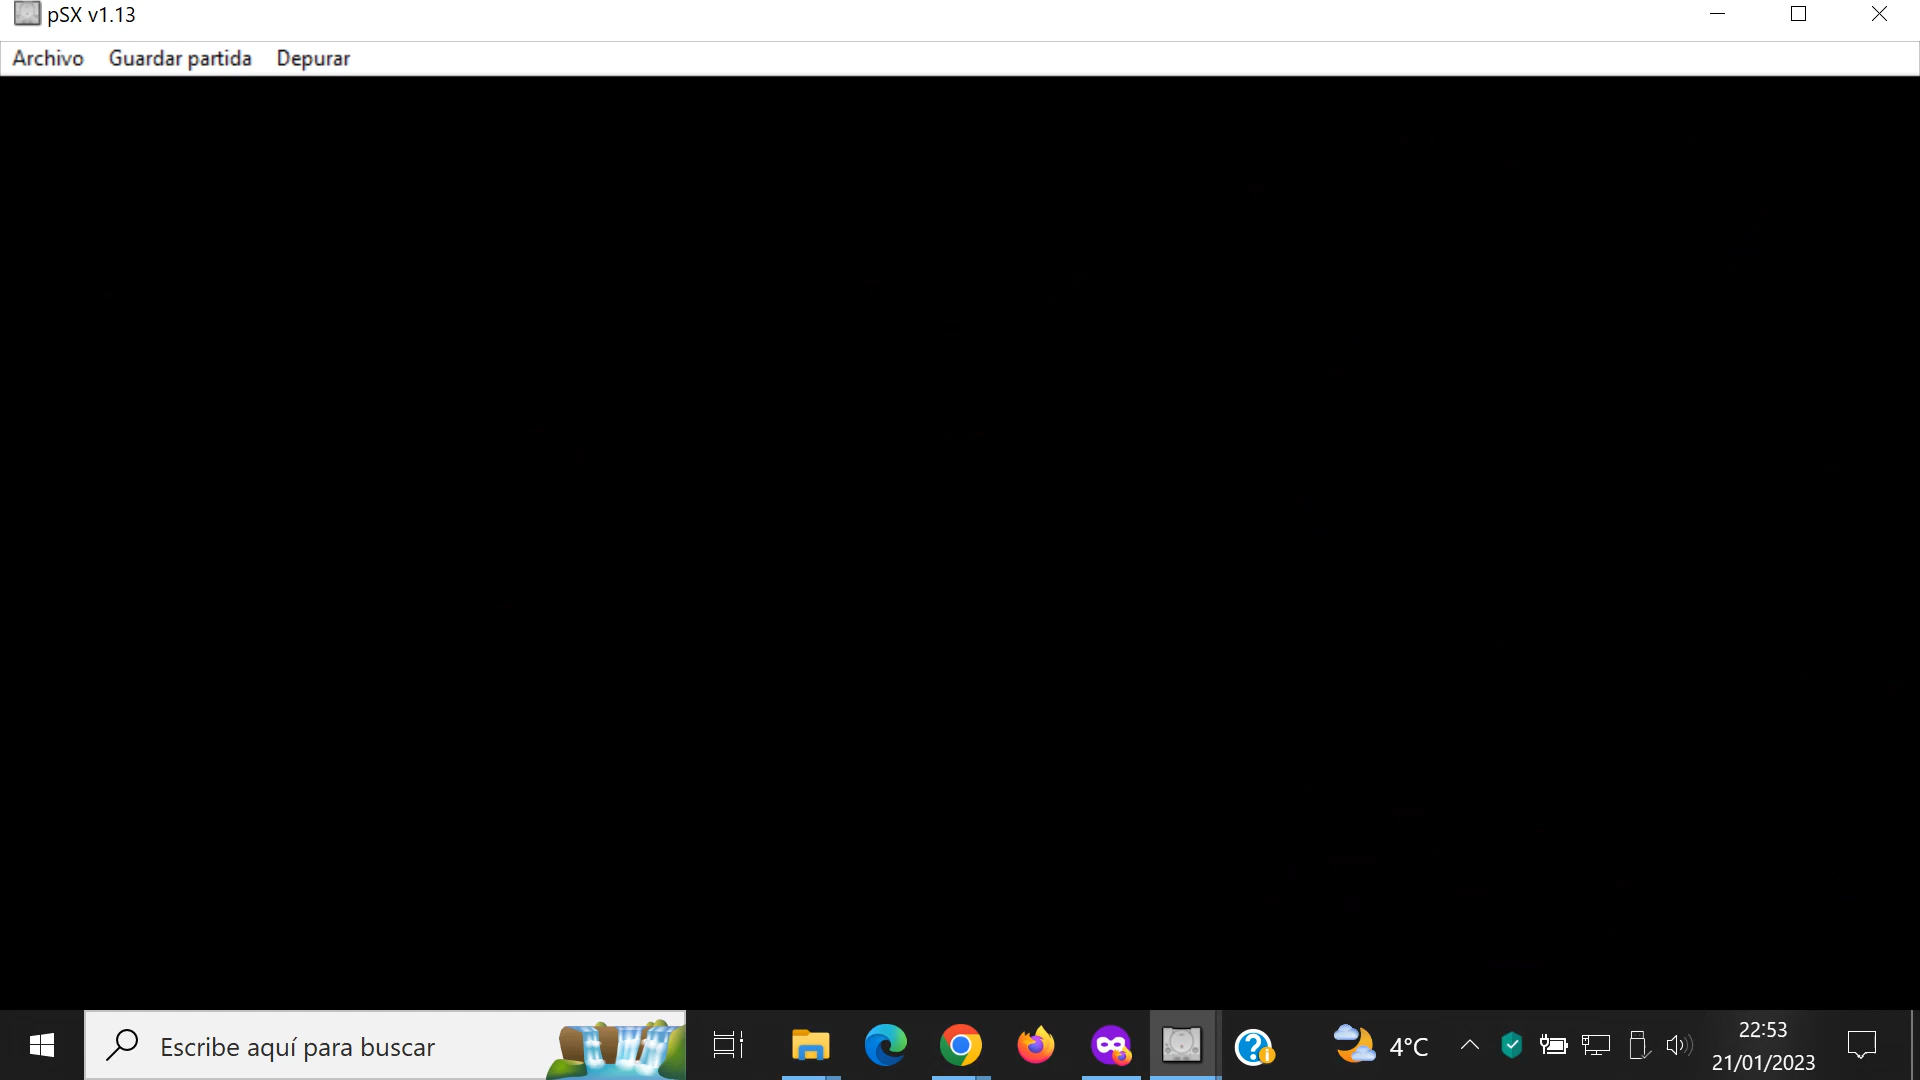 pSX v1.13
Archivo Guardar partida Depurar
Escribe aquí para buscar
4°C
22:53
21/01/2023